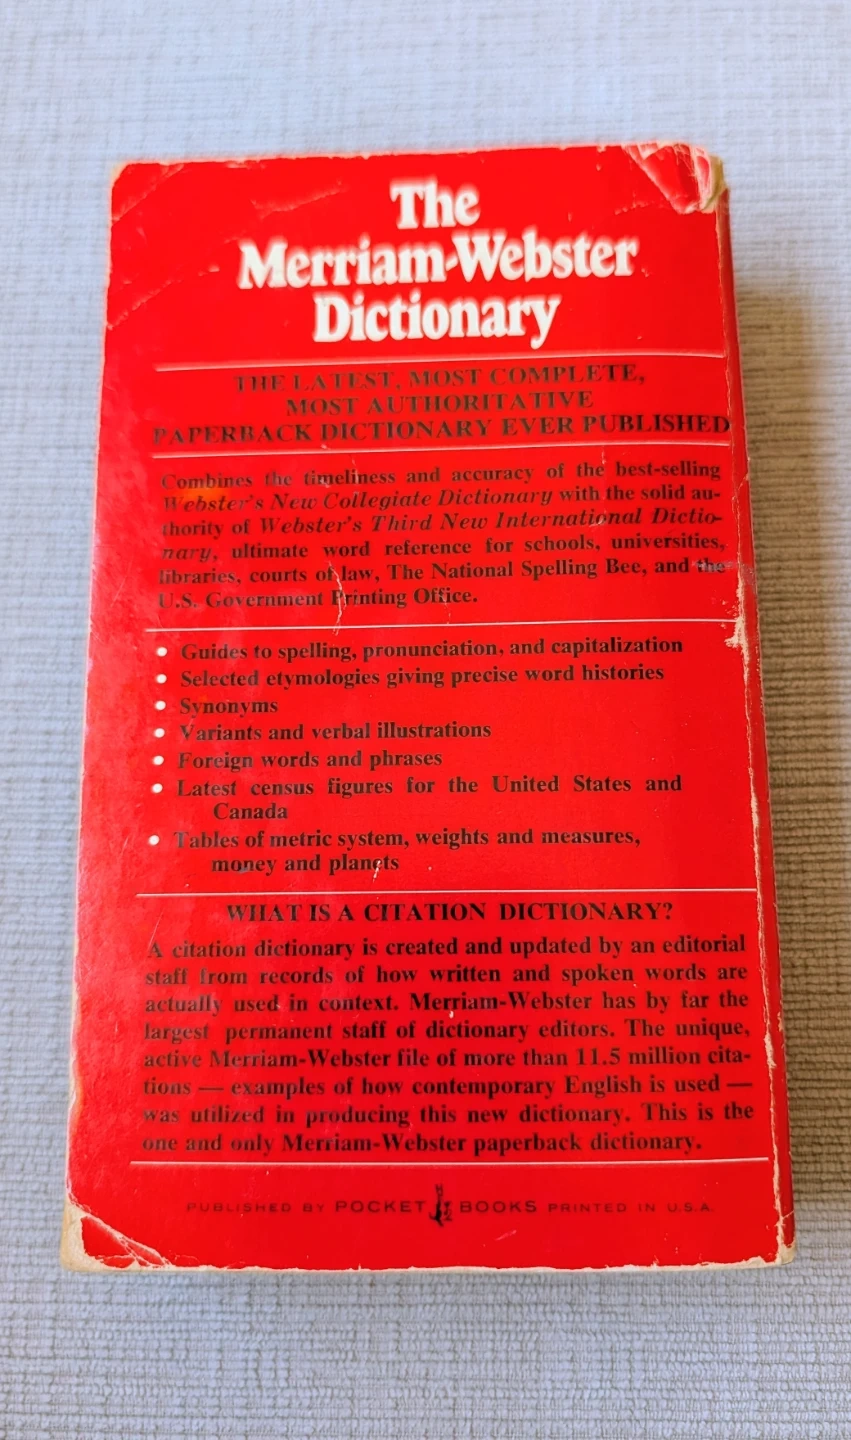 The
Merriam-Webster
Dictionary
THE LATEST, MOST COMPLETE,
MOST AUTHORITATIVE
PAPERBACK DICTIONARY EVER PUBLISHED
Combines the timeliness and accuracy of the best-selling
Webster's New Collegiate Dictionary with the solid au-
thority of Webster's Third New International Dictio-
nary, ultimate word reference for schools, universities,
libraries, courts of law, The National Spelling Bee, and the
U.S. Government Printing Office.
• Guides to spelling, pronunciation, and capitalization
• Selected etymologies giving precise word histories
• Synonyms
• Variants and verbal illustrations
• Foreign words and phrases
• Latest census figures for the United States and
Canada
• Tables of metric system, weights and measures,
money and planets
WHAT IS A CITATION DICTIONARY?
A citation dictionary is created and updated by an editorial
staff from records of how written and spoken words are
actually used in context. Merriam-Webster has by far the
largest permanent staff of dictionary editors. The unique,
active Merriam-Webster file of more than 11.5 million cita-
tions — examples of how contemporary English is used —
was utilized in producing this new dictionary. This is the
one and only Merriam-Webster paperback dictionary.
PUBLISHED BY POCKET BOOKS PRINTED IN U.S.A.